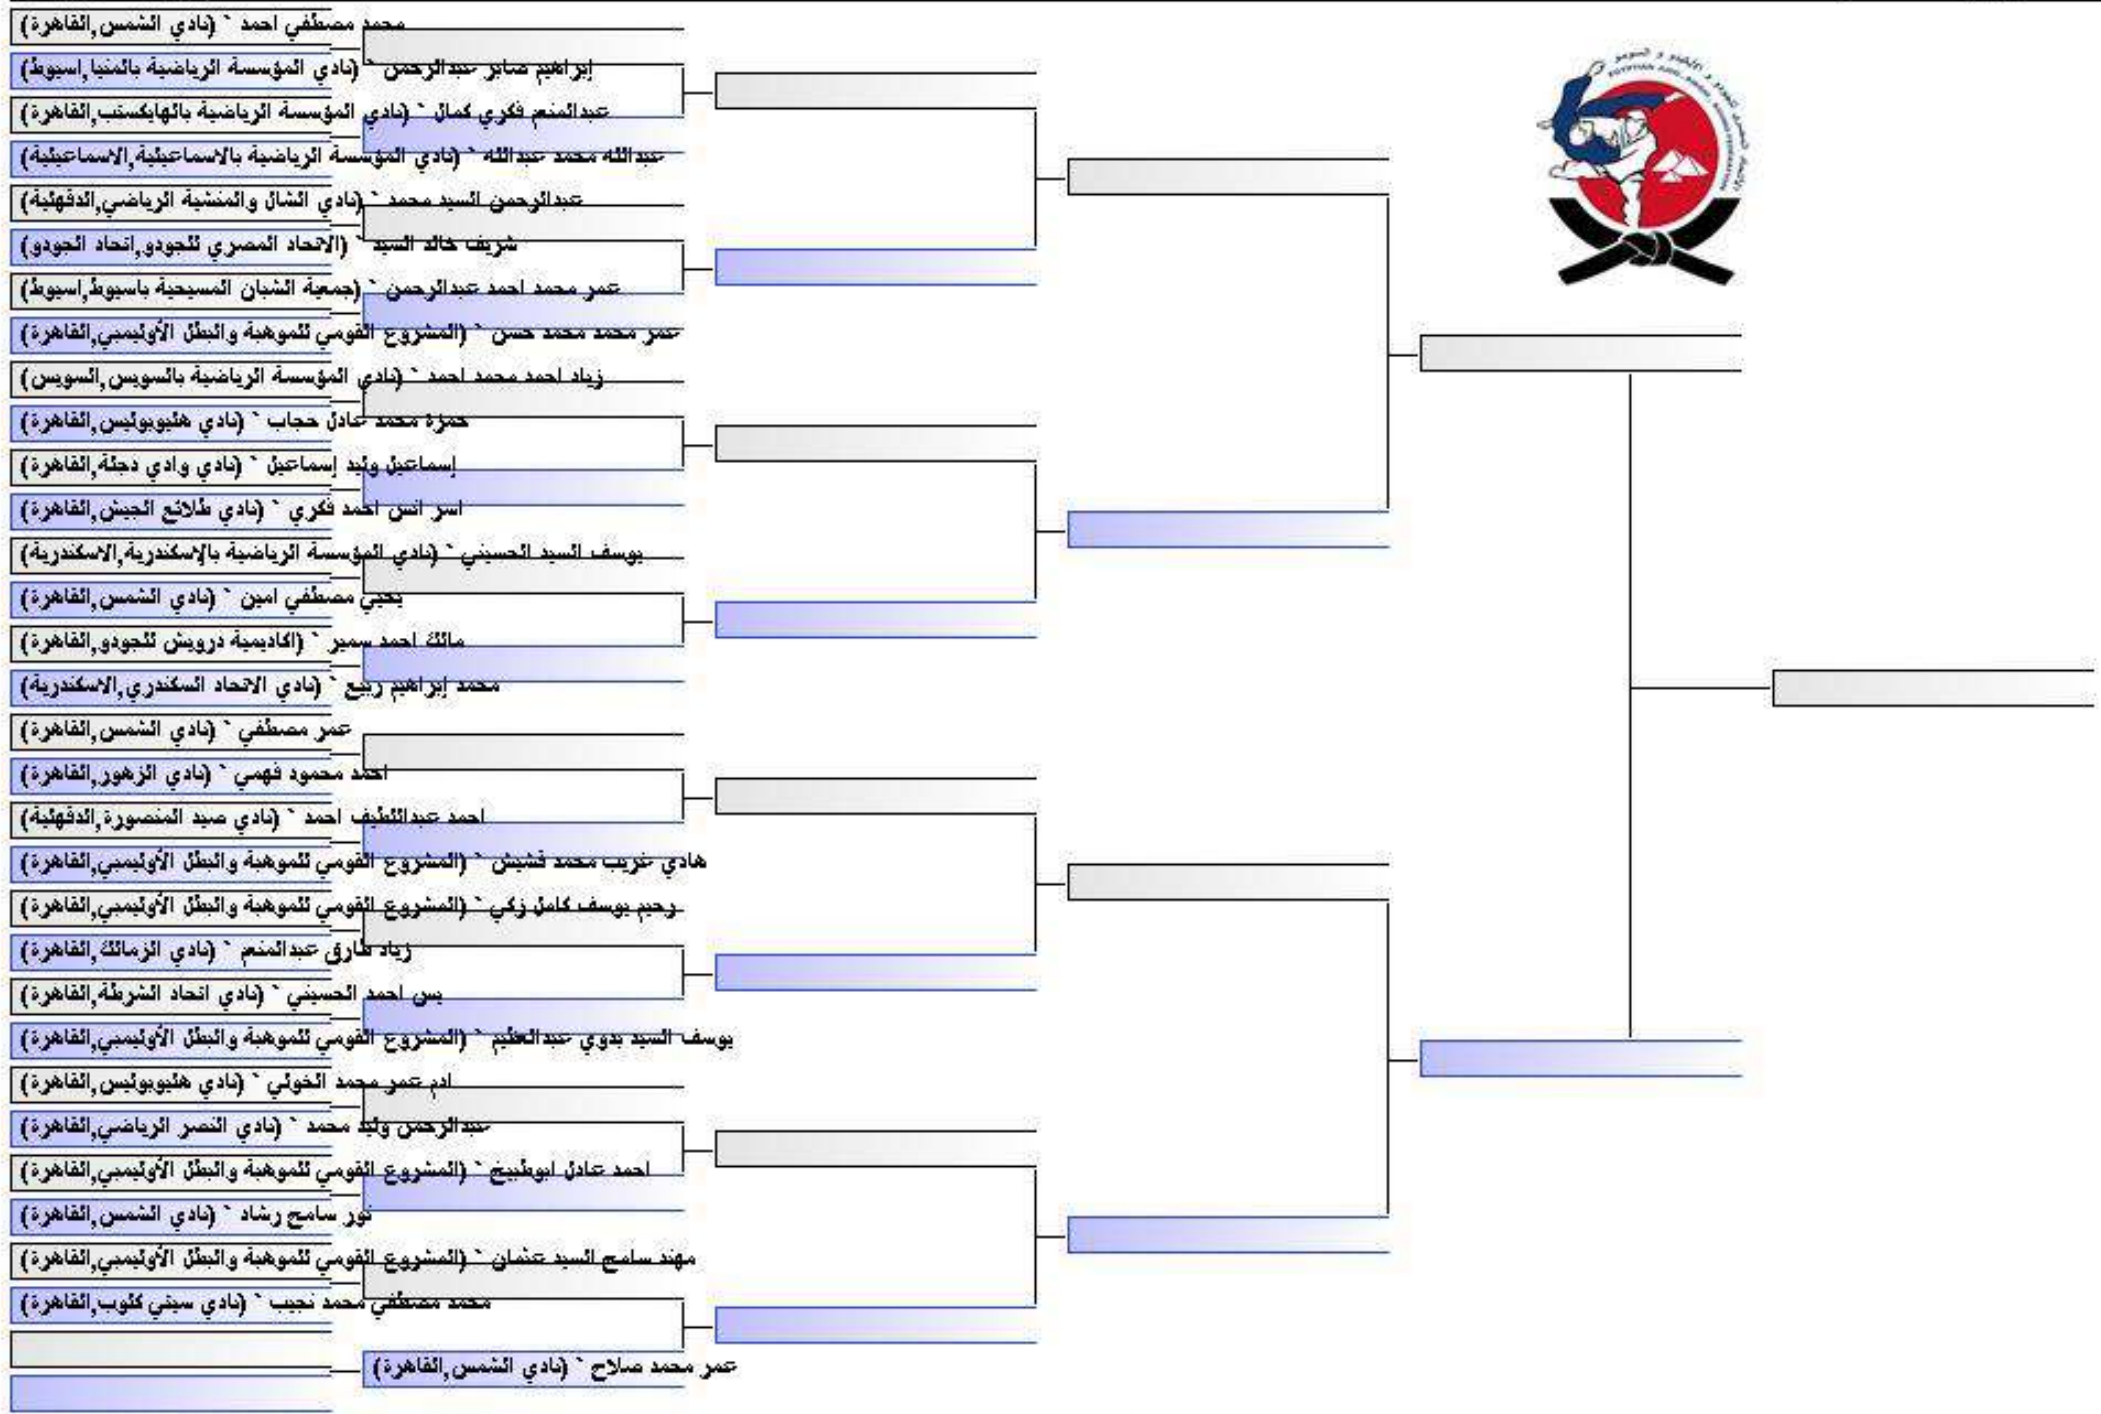 محمد مصطفي احمد ` (نادي الشمس,القاهرة)
إبراهيم صابر عبدالرحمن ` (نادي المؤسسة الرياضية بالمنيا,اسيوط)
عبدالمنعم فكري كمال ` (نادي المؤسسة الرياضية بالهايكستب,القاهرة)
عبدالله محمد عبدالله ` (نادي المؤسسة الرياضية بالاسماعيلية,الاسماعيلية)
عبدالرحمن السيد محمد ` (نادي الشال والمنشية الرياضي,الدقهلية)
شريف خالد السيد ` (الاتحاد المصري للجودو,اتحاد الجودو)
عمر محمد احمد عبدالرحمن ` (جمعية الشبان المسيحية باسيوط,اسيوط)
عمر محمد محمد حسن ` (المشروع القومي للموهبة والبطل الأوليمبي,القاهرة)
زياد احمد محمد احمد ` (نادي المؤسسة الرياضية بالسويس,السويس)
حمزة محمد عادل حجاب ` (نادي هليوبوليس,القاهرة)
إسماعيل وليد إسماعيل ` (نادي وادي دجلة,القاهرة)
اسر انس احمد فكري ` (نادي طلائع الجيش,القاهرة)
يوسف السيد الحسيني ` (نادي المؤسسة الرياضية بالإسكندرية,الاسكندرية)
يحيي مصطفي امين ` (نادي الشمس,القاهرة)
مالك احمد سمير ` (اكاديمية درويش للجودو,القاهرة)
محمد إبراهيم ربيع ` (نادي الاتحاد السكندري,الاسكندرية)
عمر مصطفي ` (نادي الشمس,القاهرة)
احمد محمود فهمي ` (نادي الزهور,القاهرة)
احمد عبداللطيف احمد ` (نادي صيد المنصورة,الدقهلية)
هادي غريب محمد قشيش ` (المشروع القومي للموهبة والبطل الأوليمبي,القاهرة)
رحيم يوسف كامل زكي ` (المشروع القومي للموهبة والبطل الأوليمبي,القاهرة)
زياد طارق عبدالمنعم ` (نادي الزمالك,القاهرة)
يس احمد الحسيني ` (نادي اتحاد الشرطة,القاهرة)
يوسف السيد بدوي عبدالعظيم ` (المشروع القومي للموهبة والبطل الأوليمبي,القاهرة)
ادم عمر محمد الخولي ` (نادي هليوبوليس,القاهرة)
عبدالرحمن وليد محمد ` (نادي النصر الرياضي,القاهرة)
احمد عادل ابوطبيخ ` (المشروع القومي للموهبة والبطل الأوليمبي,القاهرة)
نور سامح رشاد ` (نادي الشمس,القاهرة)
مهند سامح السيد عثمان ` (المشروع القومي للموهبة والبطل الأوليمبي,القاهرة)
محمد مصطفي محمد نجيب ` (نادي سيتي كلوب,القاهرة)
عمر محمد صلاح ` (نادي الشمس,القاهرة)